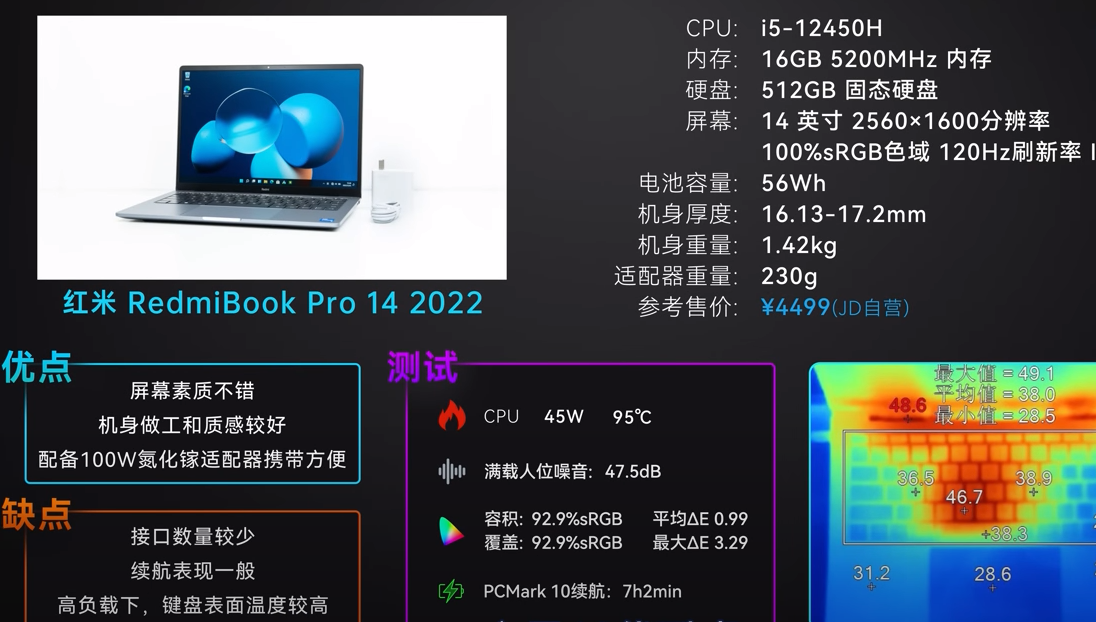 CPU: i5-12450H
内存: 16GB 5200MHz 内存
硬盘: 512GB 固态硬盘
屏幕: 14 英寸 2560×1600分辨率
100%sRGB色域 120Hz刷新率
电池容量: 56Wh
机身厚度: 16.13-17.2mm
机身重量: 1.42kg
适配器重量: 230g
参考售价: ¥4499(JD自营)
红米 RedmiBook Pro 14 2022
优点
屏幕素质不错
机身做工和质感较好
配备100W氮化镓适配器携带方便
缺点
接口数量较少
续航表现一般
高负载下，键盘表面温度较高
测试
CPU 45W 95℃
满载人位噪音: 47.5dB
容积: 92.9%sRGB 平均ΔE 0.99
覆盖: 92.9%sRGB 最大ΔE 3.29
PCMark 10续航: 7h2min
最大值 = 49.1
平均值 = 38.0
最小值 = 28.5
48.6
36.5
38.9
46.7
38.3
31.2
28.6